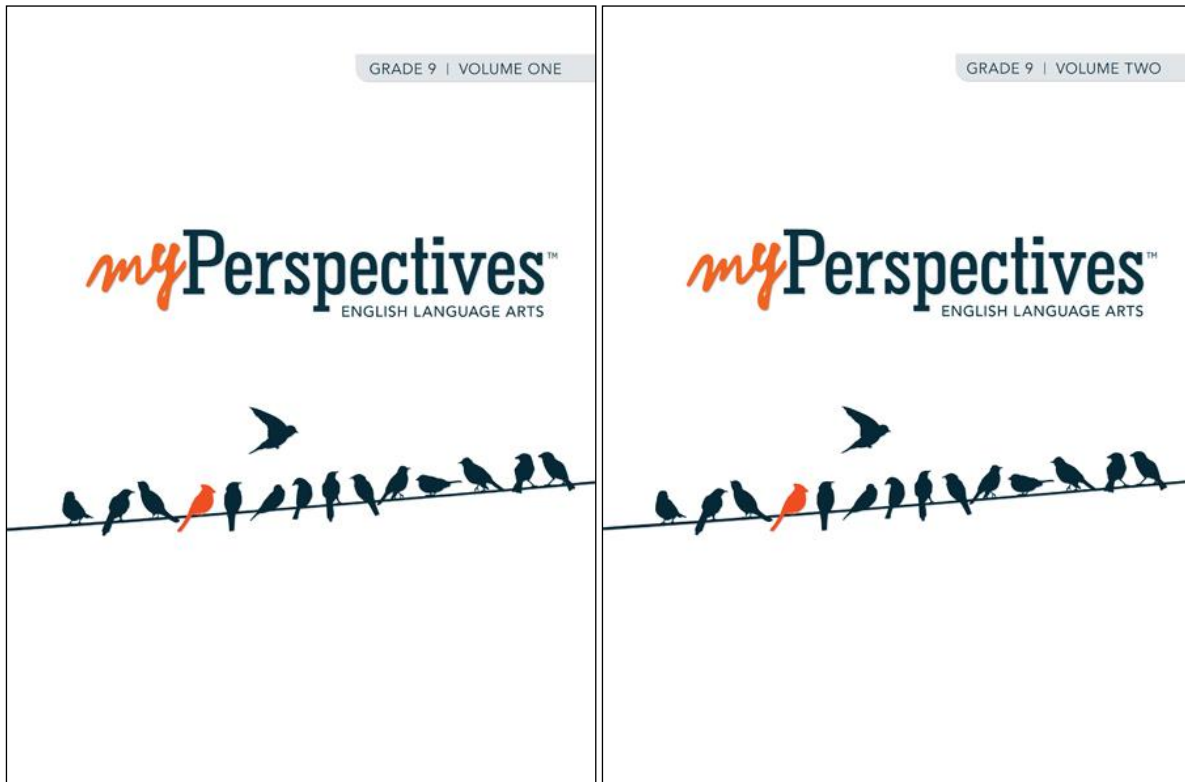 GRADE 9 | VOLUME ONE
myPerspectives™
ENGLISH LANGUAGE ARTS
GRADE 9 | VOLUME TWO
myPerspectives™
ENGLISH LANGUAGE ARTS